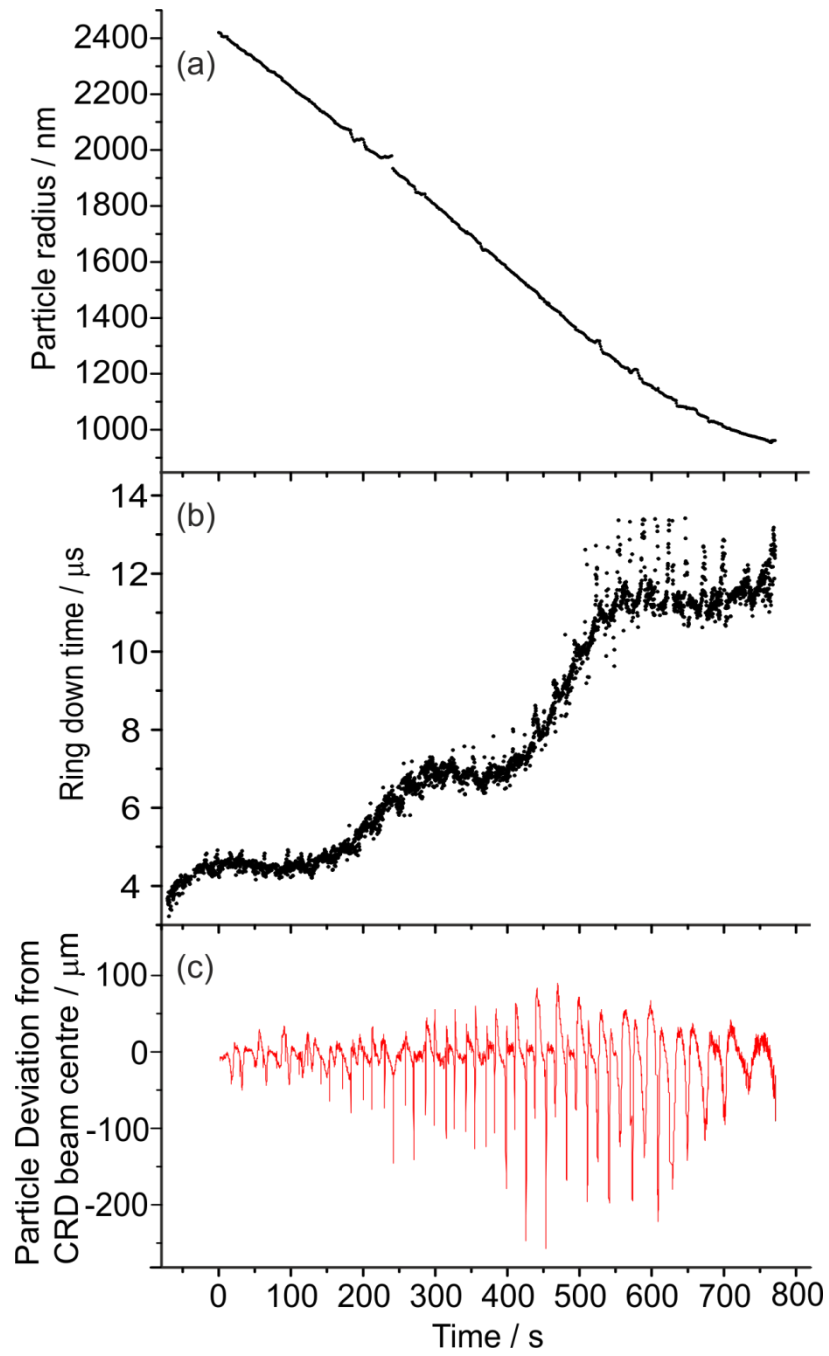 (a)
2400
2200
2000
1800
1600
1400
1200
1000
Particle radius / nm
(b)
14
12
10
8
6
4
Ring down time / μs
(c)
100
0
-100
-200
Particle Deviation from
CRD beam centre / μm
0 100 200 300 400 500 600 700 800
Time / s